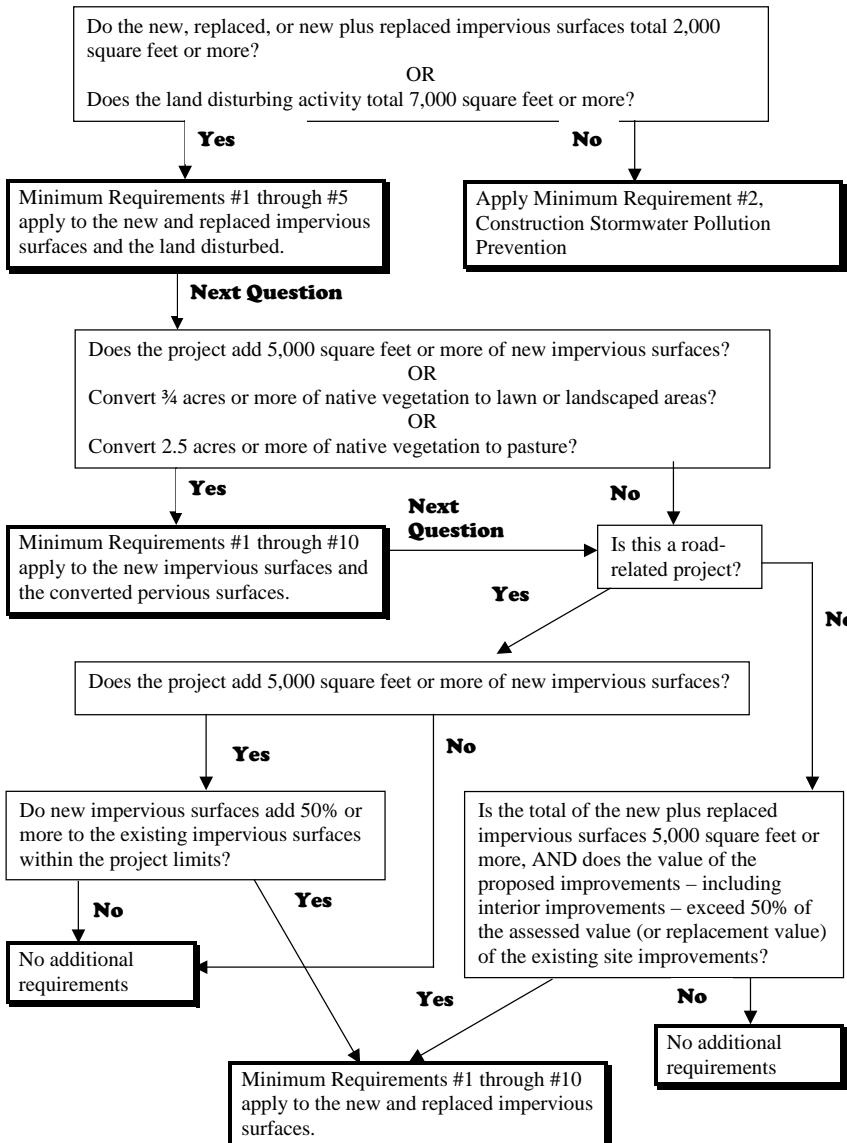 Do the new, replaced, or new plus replaced impervious surfaces total 2,000
square feet or more?
OR
Does the land disturbing activity total 7,000 square feet or more?
Yes
No
Minimum Requirements #1 through #5
apply to the new and replaced impervious
surfaces and the land disturbed.
Apply Minimum Requirement #2,
Construction Stormwater Pollution
Prevention
Next Question
Does the project add 5,000 square feet or more of new impervious surfaces?
OR
Convert ¾ acres or more of native vegetation to lawn or landscaped areas?
OR
Convert 2.5 acres or more of native vegetation to pasture?
Yes
No
Next
Question
Minimum Requirements #1 through #10
apply to the new impervious surfaces and
the converted pervious surfaces.
Is this a road-
related project?
Yes
No
Does the project add 5,000 square feet or more of new impervious surfaces?
Yes
No
Do new impervious surfaces add 50% or
more to the existing impervious surfaces
within the project limits?
Is the total of the new plus replaced
impervious surfaces 5,000 square feet or
more, AND does the value of the
proposed improvements – including
interior improvements – exceed 50% of
the assessed value (or replacement value)
of the existing site improvements?
No
Yes
No additional
requirements
Yes
No
No additional
requirements
Minimum Requirements #1 through #10
apply to the new and replaced impervious
surfaces.